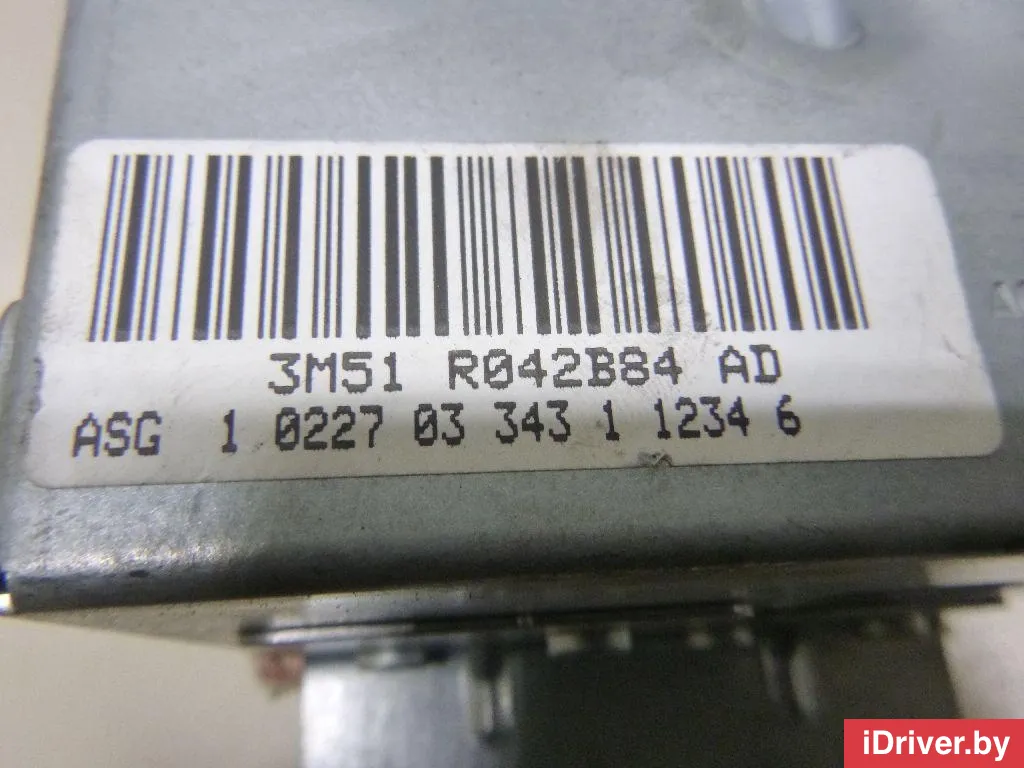 3M51 R042B84 AD
ASG 1 0227 03 343 1 1234 6
iDriver.by